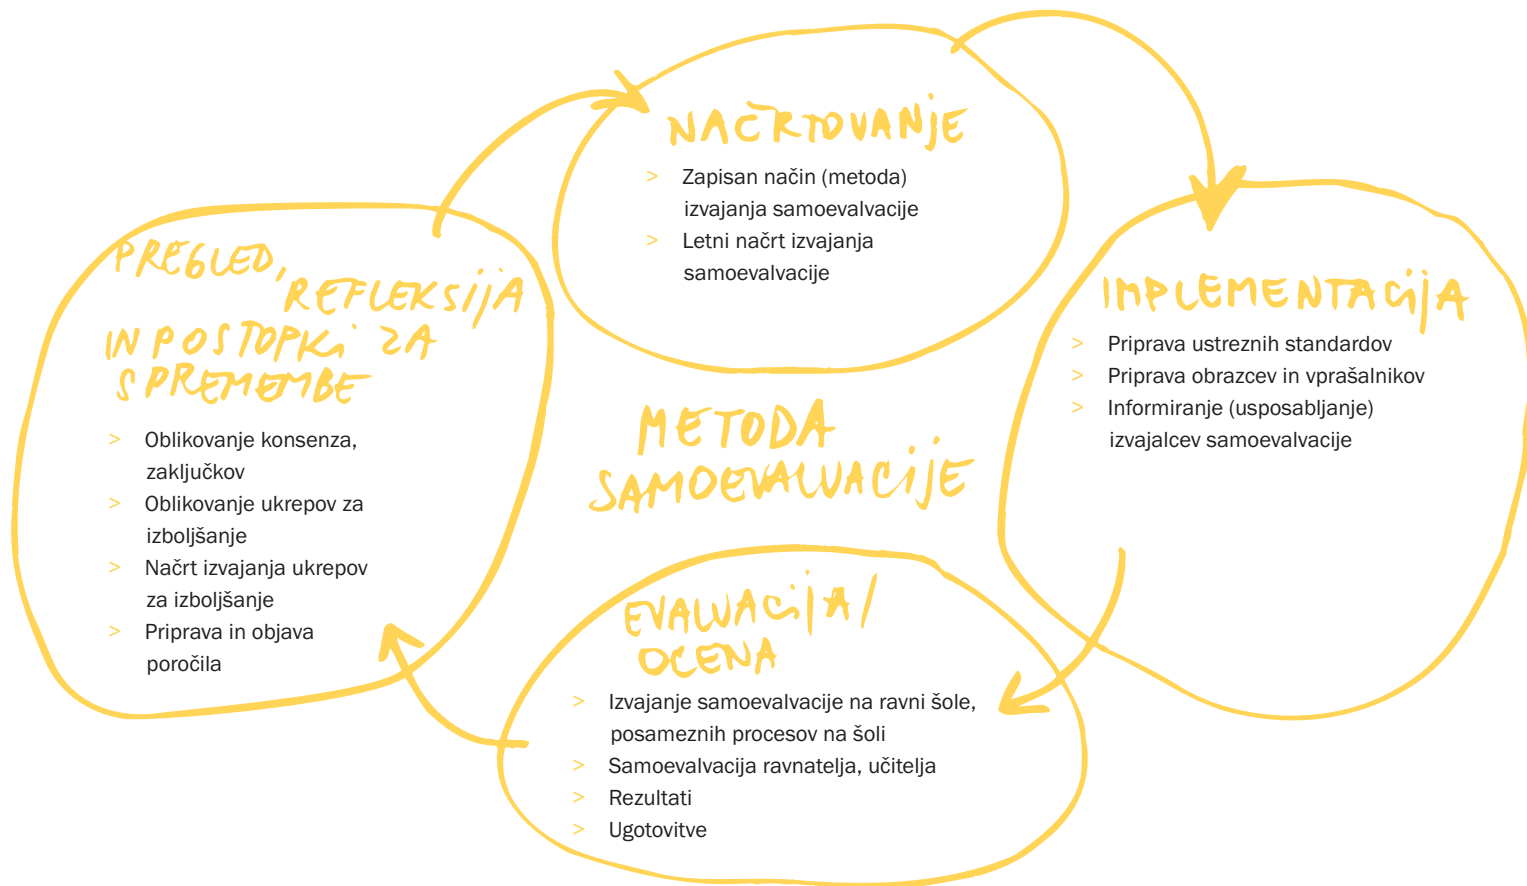 NAČRTOVANJE
> Zapisan način (metoda)
izvajanja samoevalvacije
> Letni načrt izvajanja
samoevalvacije
IMPLEMENTACIJA
> Priprava ustreznih standardov
> Priprava obrazcev in vprašalnikov
> Informiranje (usposabljanje)
izvajalcev samoevalvacije
METODA
SAMOEVALVACIJE
EVALVACIJA/
OCENA
> Izvajanje samoevalvacije na ravni šole,
posameznih procesov na šoli
> Samoevalvacija ravnatelja, učitelja
> Rezultati
> Ugotovitve
PREGLED,
REFLEKSIJA
IN POSTOPKI ZA
SPREMEMBE
> Oblikovanje konsenza,
zaključkov
> Oblikovanje ukrepov za
izboljšanje
> Načrt izvajanja ukrepov
za izboljšanje
> Priprava in objava
poročila